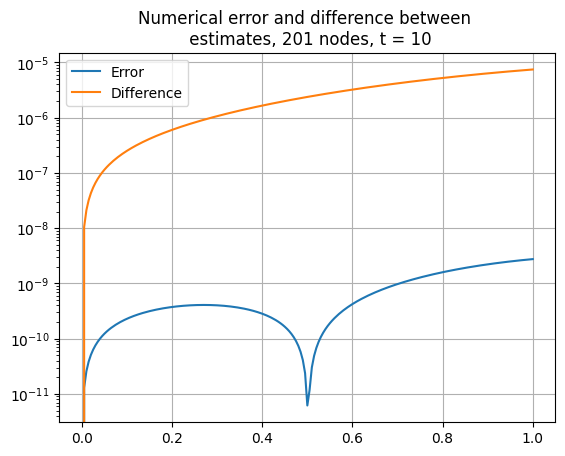 Numerical error and difference between
estimates, 201 nodes, t = 10
10⁻⁵
10⁻⁶
10⁻⁷
10⁻⁸
10⁻⁹
10⁻¹⁰
10⁻¹¹
Error
Difference
0.0 0.2 0.4 0.6 0.8 1.0